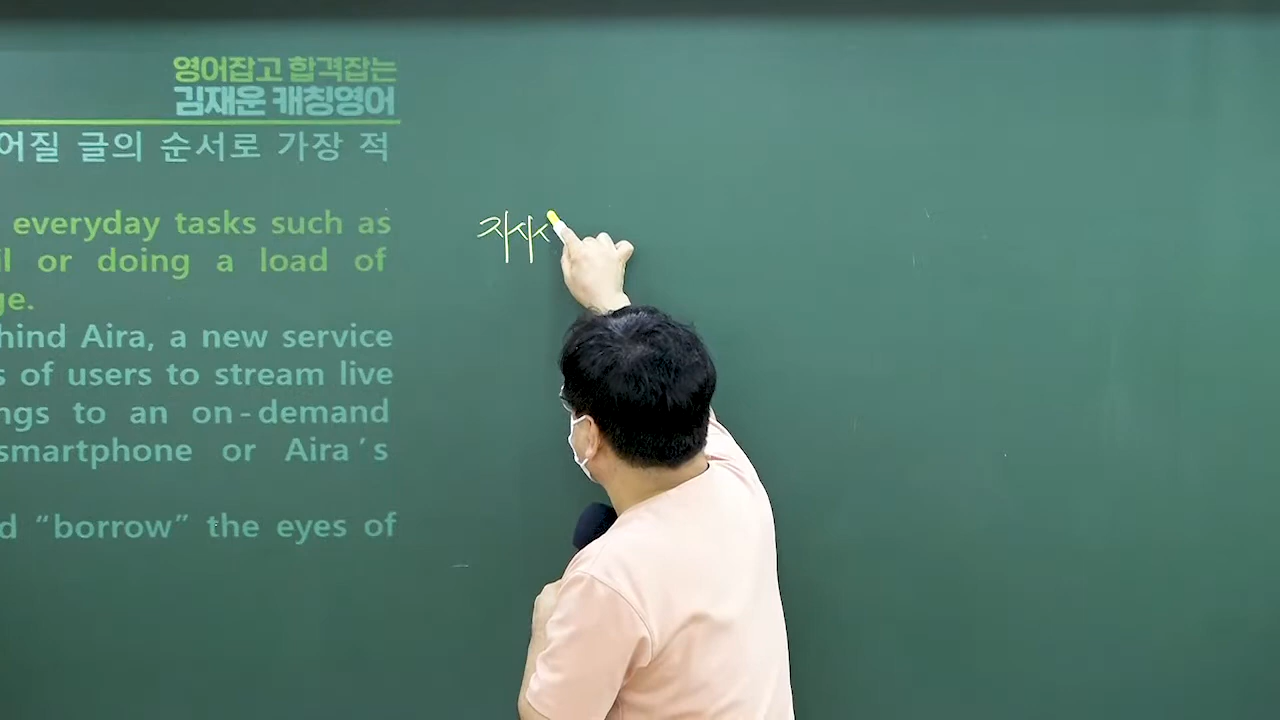 영어잡고 합격잡는
김재운 캐칭영어
어질 글의 순서로 가장 적
everyday tasks such as
il or doing a load of
ge.
hind Aira, a new service
s of users to stream live
ngs to an on-demand
smartphone or Aira's
d “borrow” the eyes of